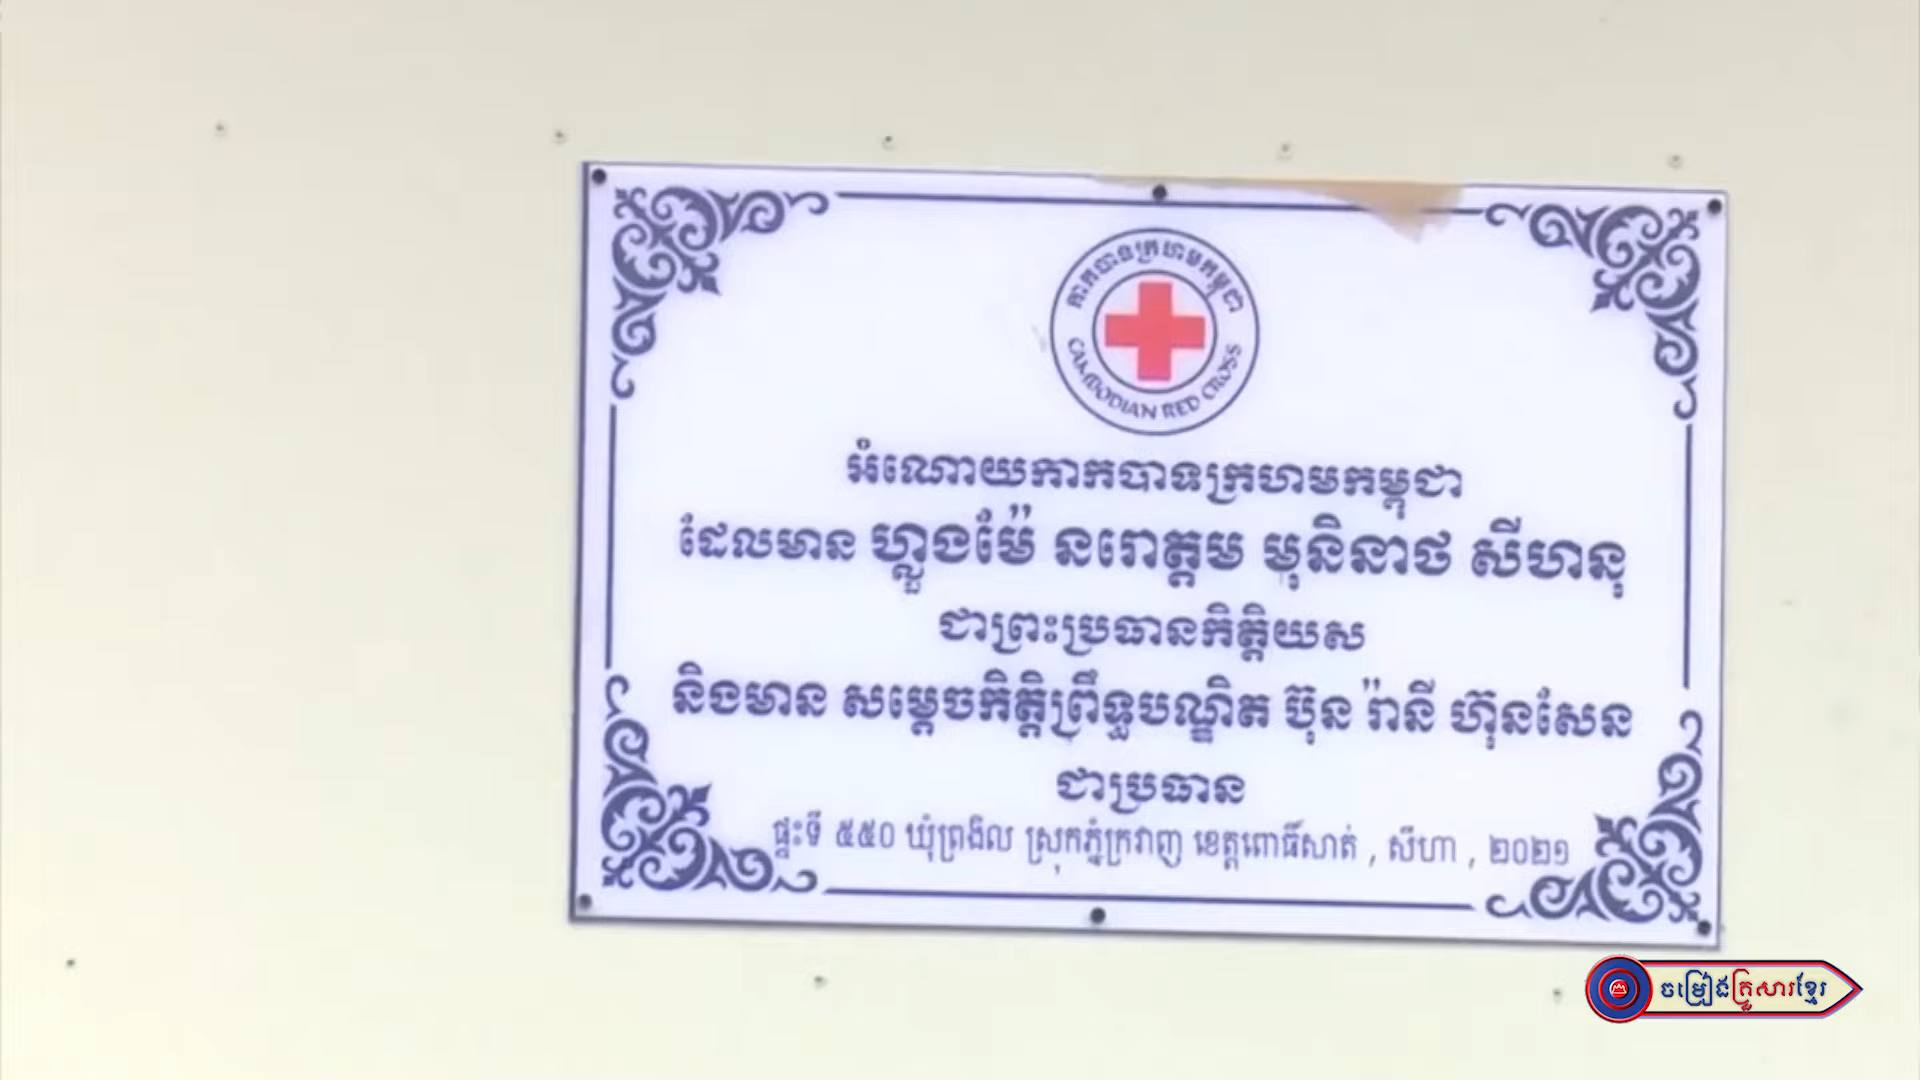 កាកបាទក្រហមកម្ពុជា
CAMBODIAN RED CROSS
អំណោយកាកបាទក្រហមកម្ពុជា
ដែលមាន ហ្លួងម៉ែ នរោត្តម មុនិនាថ សីហនុ
ជាព្រះប្រធានកិត្តិយស
និងមាន សម្តេចកិត្តិព្រឹទ្ធបណ្ឌិត ប៊ុន រ៉ានី ហ៊ុនសែន
ជាប្រធាន
ផ្ទះទី ៥៥០ ឃុំព្រងិល ស្រុកភ្នំក្រវាញ ខេត្តពោធិ៍សាត់ , សីហា , ២០២១
ចម្រៀងគ្រួសារខ្មែរ